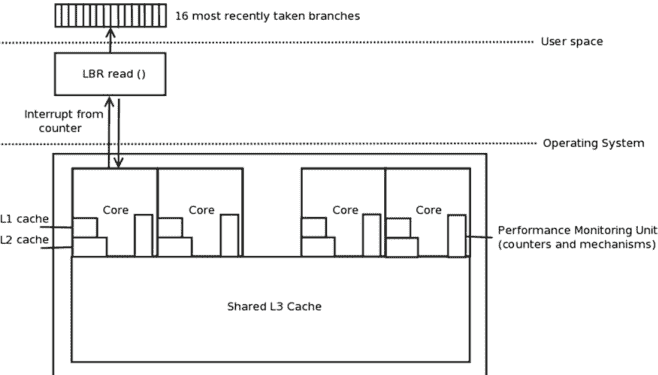 16 most recently taken branches
User space
LBR read ()
Interrupt from
counter
Operating System
Core
Core
Core
Core
L1 cache
L2 cache
Performance Monitoring Unit
(counters and mechanisms)
Shared L3 Cache